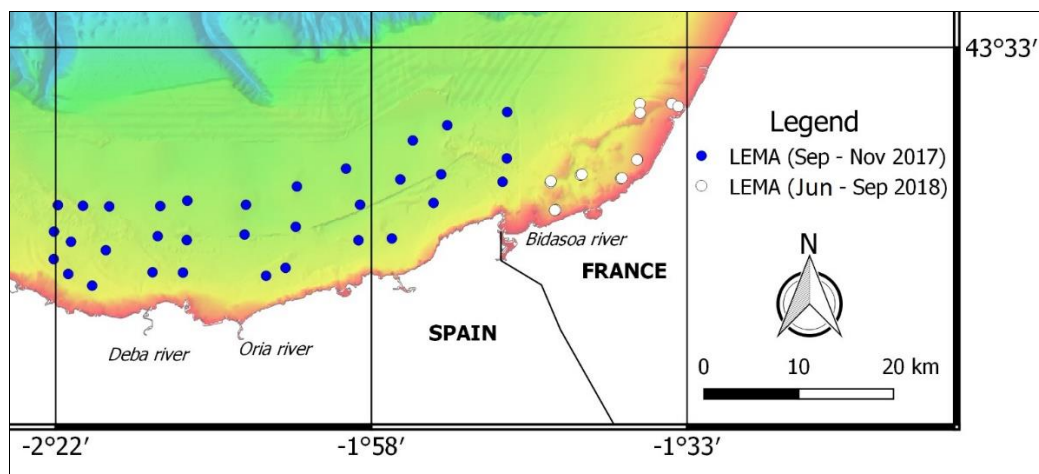 43°33′
Legend
LEMA (Sep - Nov 2017)
LEMA (Jun - Sep 2018)
Bidasoa river
N
FRANCE
SPAIN
Deba river
Oria river
0 10 20 km
-2°22′ -1°58′ -1°33′